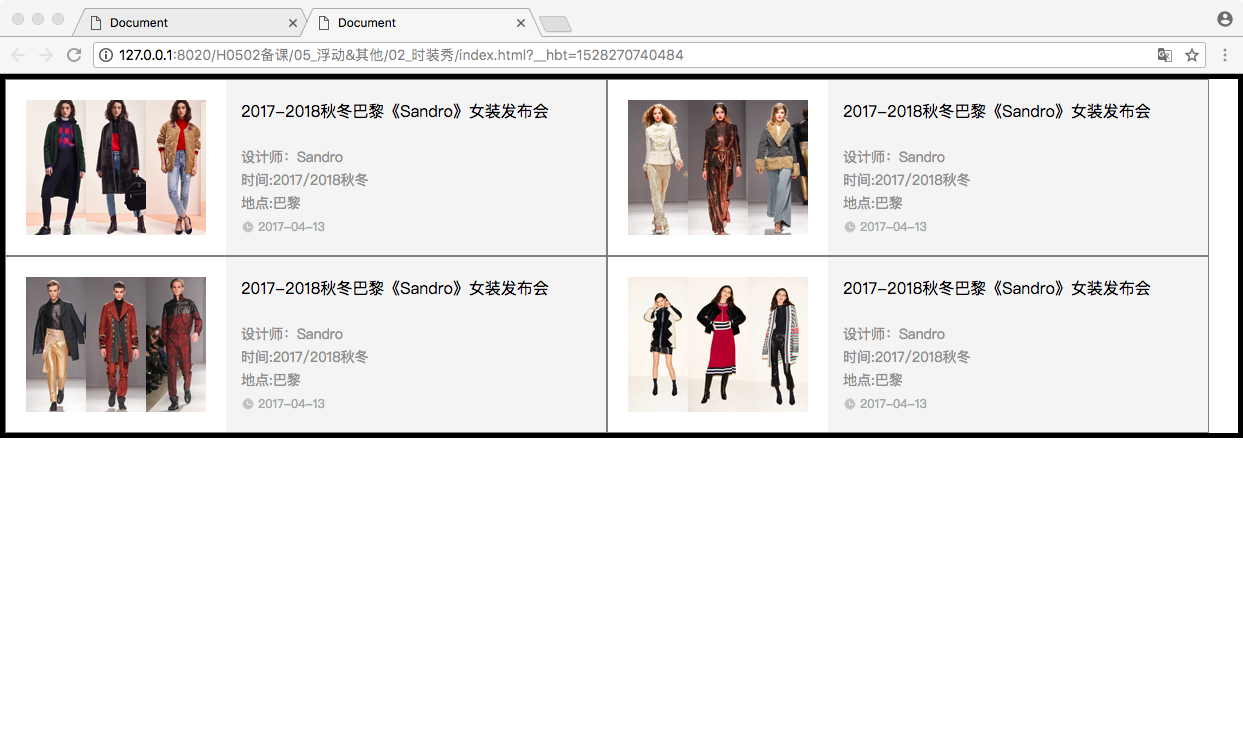 Document
Document
127.0.0.1:8020/H0502备课/05_浮动&其他/02_时装秀/index.html?__hbt=1528270740484
2017-2018秋冬巴黎《Sandro》女装发布会
设计师：Sandro
时间:2017/2018秋冬
地点:巴黎
2017-04-13
2017-2018秋冬巴黎《Sandro》女装发布会
设计师：Sandro
时间:2017/2018秋冬
地点:巴黎
2017-04-13
2017-2018秋冬巴黎《Sandro》女装发布会
设计师：Sandro
时间:2017/2018秋冬
地点:巴黎
2017-04-13
2017-2018秋冬巴黎《Sandro》女装发布会
设计师：Sandro
时间:2017/2018秋冬
地点:巴黎
2017-04-13